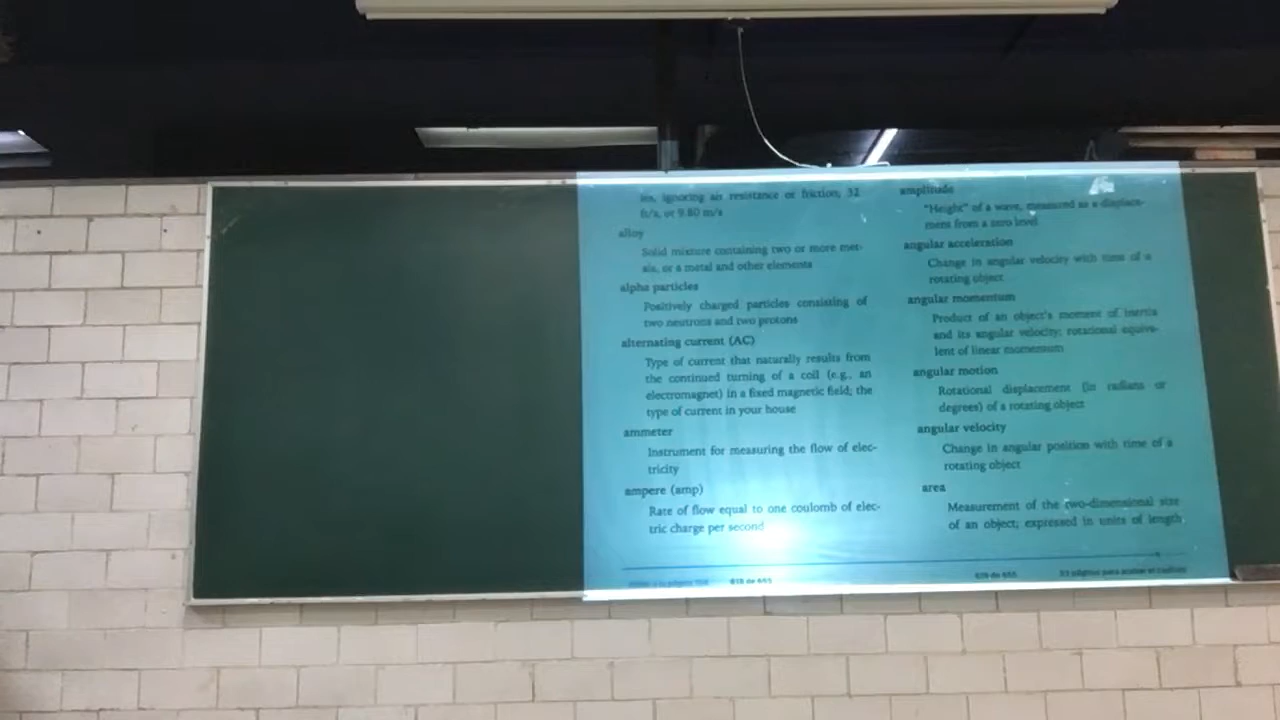 ies, ignoring air resistance or friction; 32
ft/s, or 9.80 m/s
alloy
Solid mixture containing two or more met-
als, or a metal and other elements
alpha particles
Positively charged particles consisting of
two neutrons and two protons
alternating current (AC)
Type of current that naturally results from
the continued turning of a coil (e.g., an
electromagnet) in a fixed magnetic field; the
type of current in your house
ammeter
Instrument for measuring the flow of elec-
tricity
ampere (amp)
Rate of flow equal to one coulomb of elec-
tric charge per second
amplitude
"Height" of a wave, measured as a displace-
ment from a zero level
angular acceleration
Change in angular velocity with time of a
rotating object
angular momentum
Product of an object's moment of inertia
and its angular velocity; rotational equiva-
lent of linear momentum
angular motion
Rotational displacement (in radians or
degrees) of a rotating object
angular velocity
Change in angular position with time of a
rotating object
area
Measurement of the two-dimensional size
of an object; expressed in units of length